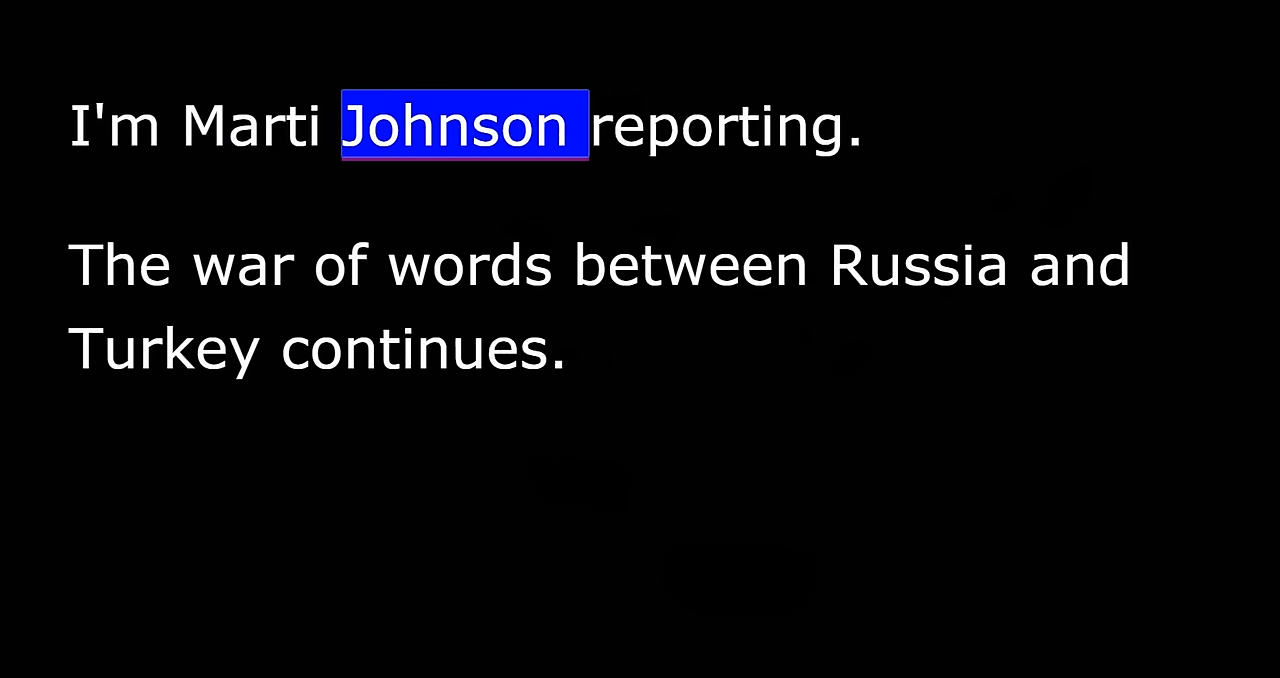 I'm Marti Johnson reporting.
The war of words between Russia and
Turkey continues.